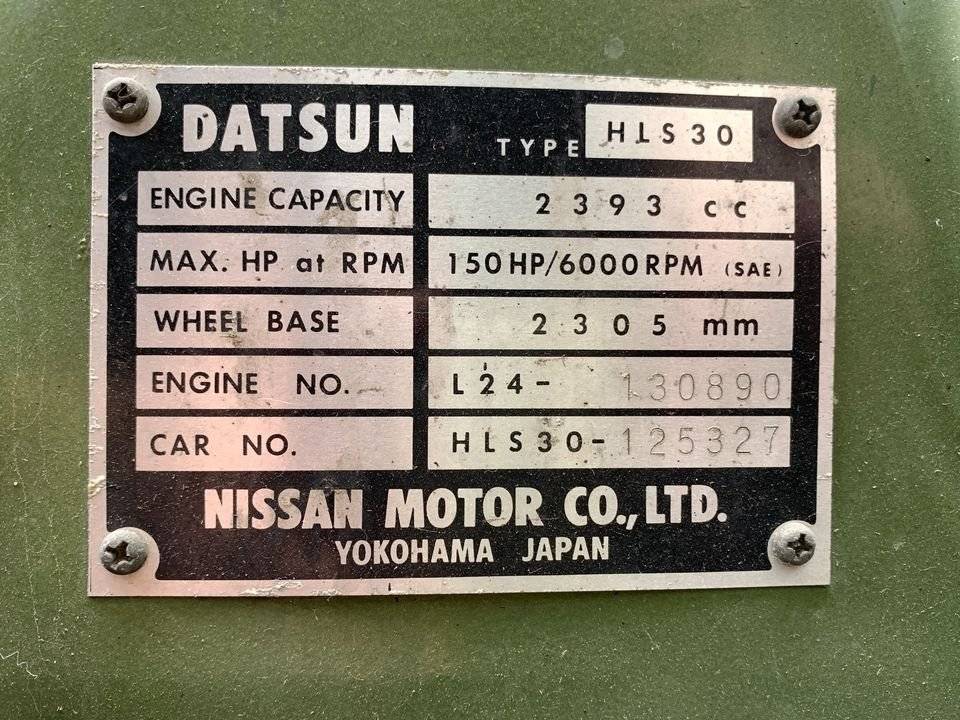 DATSUN TYPE HLS30
ENGINE CAPACITY 2393 cc
MAX. HP at RPM 150HP/6000RPM (SAE)
WHEEL BASE 2305 mm
ENGINE NO. L24- 130890
CAR NO. HLS30-125327
NISSAN MOTOR CO., LTD.
YOKOHAMA JAPAN